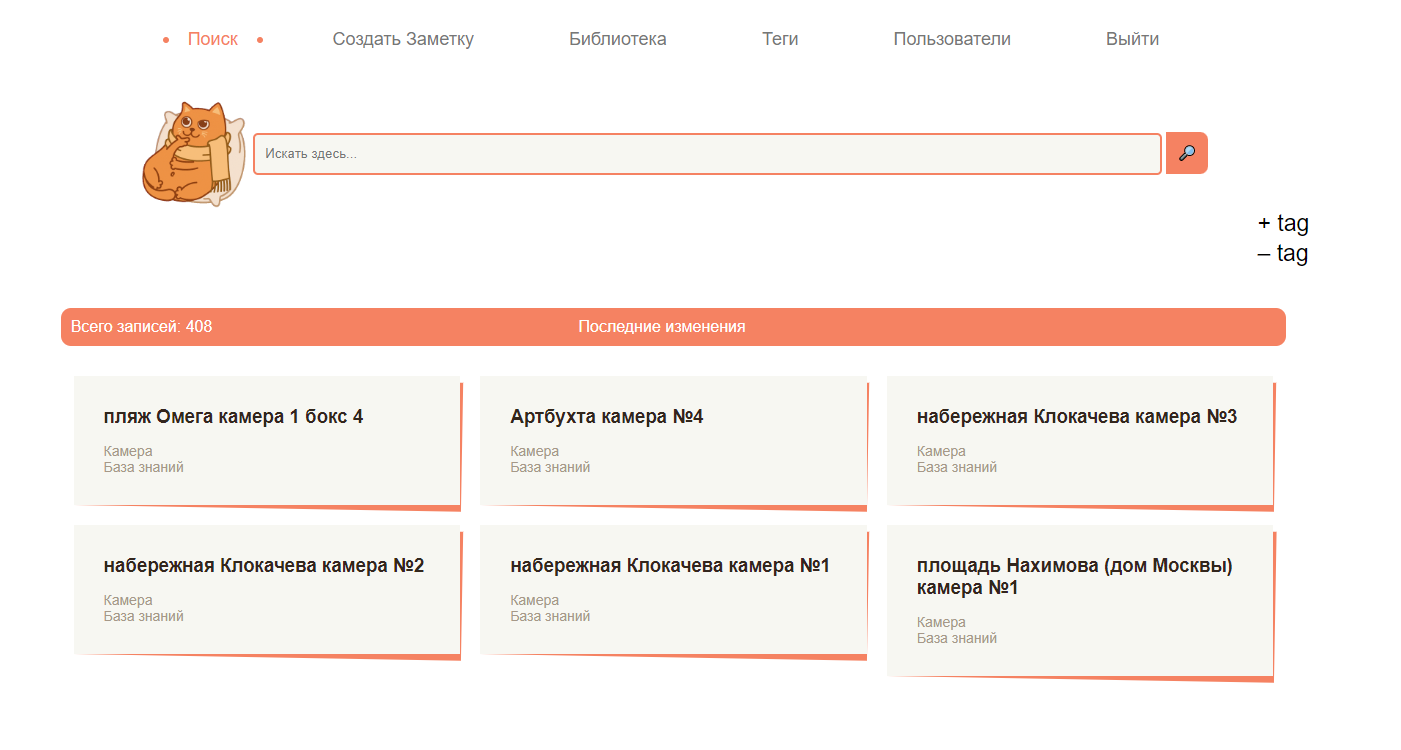 Поиск Создать Заметку Библиотека Теги Пользователи Выйти
Искать здесь...
+ tag
– tag
Всего записей: 408 Последние изменения
пляж Омега камера 1 бокс 4
Камера
База знаний
Артбухта камера №4
Камера
База знаний
набережная Клокачева камера №3
Камера
База знаний
набережная Клокачева камера №2
Камера
База знаний
набережная Клокачева камера №1
Камера
База знаний
площадь Нахимова (дом Москвы)
камера №1
Камера
База знаний